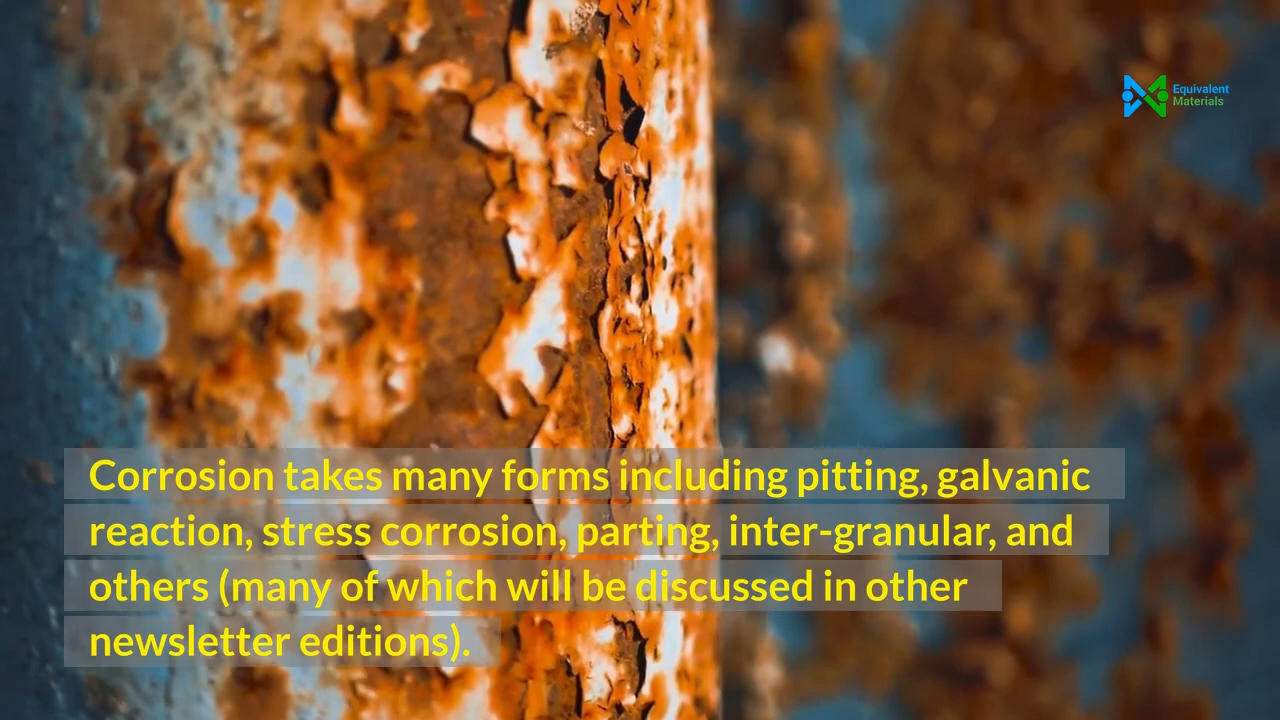 Equivalent
Materials
Corrosion takes many forms including pitting, galvanic
reaction, stress corrosion, parting, inter-granular, and
others (many of which will be discussed in other
newsletter editions).